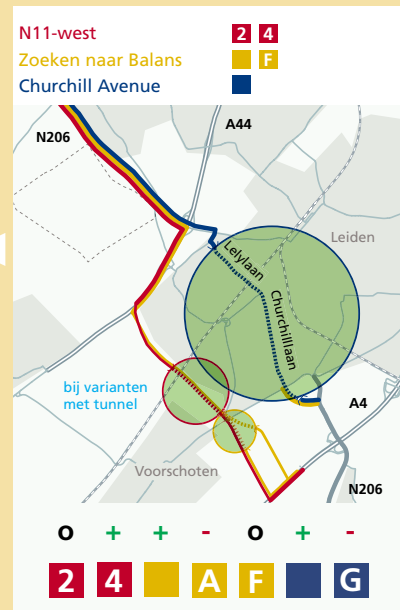 N11-west 2 4
Zoeken naar Balans F
Churchill Avenue
N206
A44
Leiden
Lelylaan
Churchilllaan
bij varianten
met tunnel
A4
Voorschoten
N206
o + + - o + -
2 4 A F G